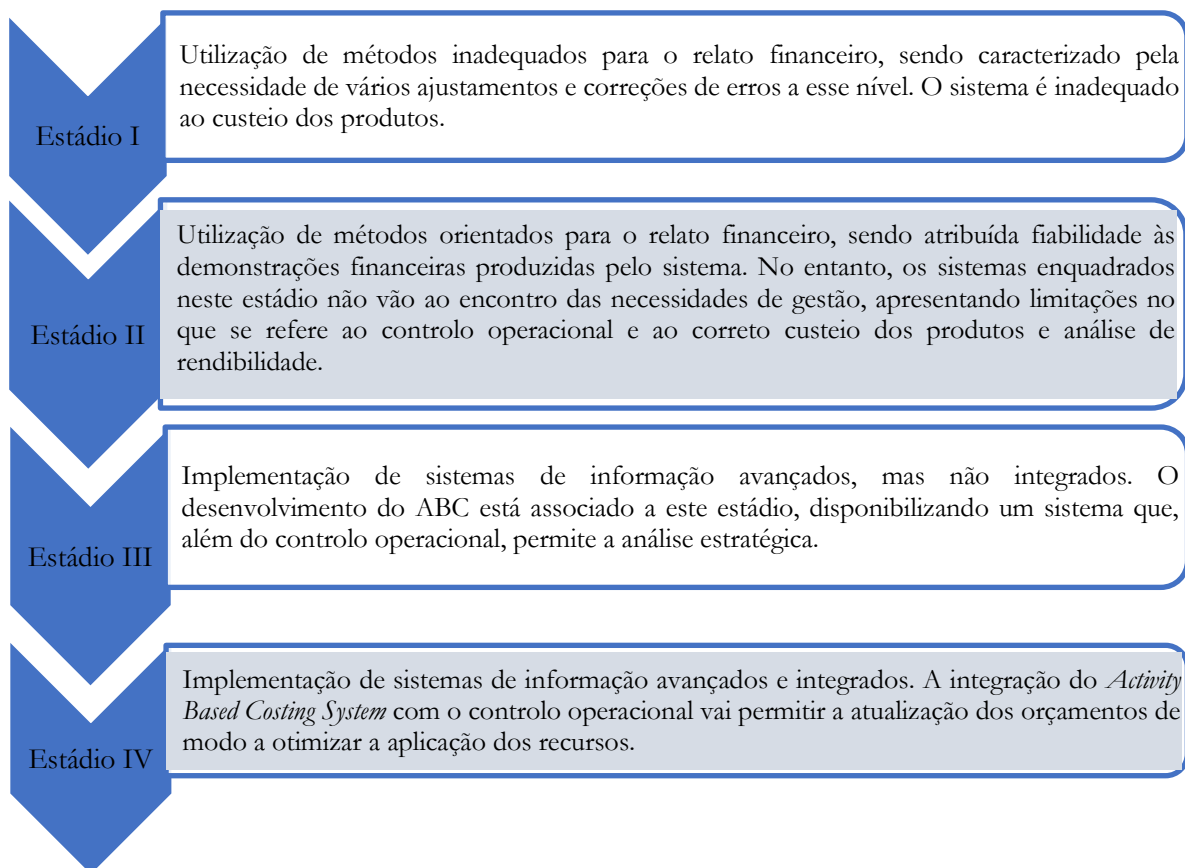 Estádio I
Utilização de métodos inadequados para o relato financeiro, sendo caracterizado pela
necessidade de vários ajustamentos e correções de erros a esse nível. O sistema é inadequado
ao custeio dos produtos.
Estádio II
Utilização de métodos orientados para o relato financeiro, sendo atribuída fiabilidade às
demonstrações financeiras produzidas pelo sistema. No entanto, os sistemas enquadrados
neste estádio não vão ao encontro das necessidades de gestão, apresentando limitações no
que se refere ao controlo operacional e ao correto custeio dos produtos e análise de
rendibilidade.
Estádio III
Implementação de sistemas de informação avançados, mas não integrados. O
desenvolvimento do ABC está associado a este estádio, disponibilizando um sistema que,
além do controlo operacional, permite a análise estratégica.
Estádio IV
Implementação de sistemas de informação avançados e integrados. A integração do Activity
Based Costing System com o controlo operacional vai permitir a atualização dos orçamentos de
modo a otimizar a aplicação dos recursos.